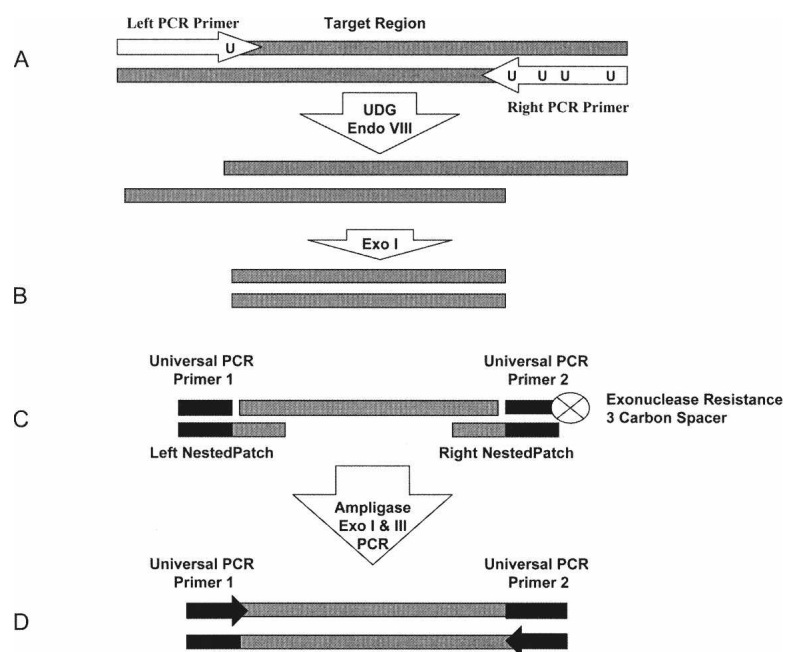 Left PCR Primer
Target Region
A
U
U U U U
Right PCR Primer
UDG
Endo VIII
Exo I
B
Universal PCR
Primer 1
Universal PCR
Primer 2
C
Exonuclease Resistance
3 Carbon Spacer
Left NestedPatch
Right NestedPatch
Ampligase
Exo I & III
PCR
Universal PCR
Primer 1
Universal PCR
Primer 2
D